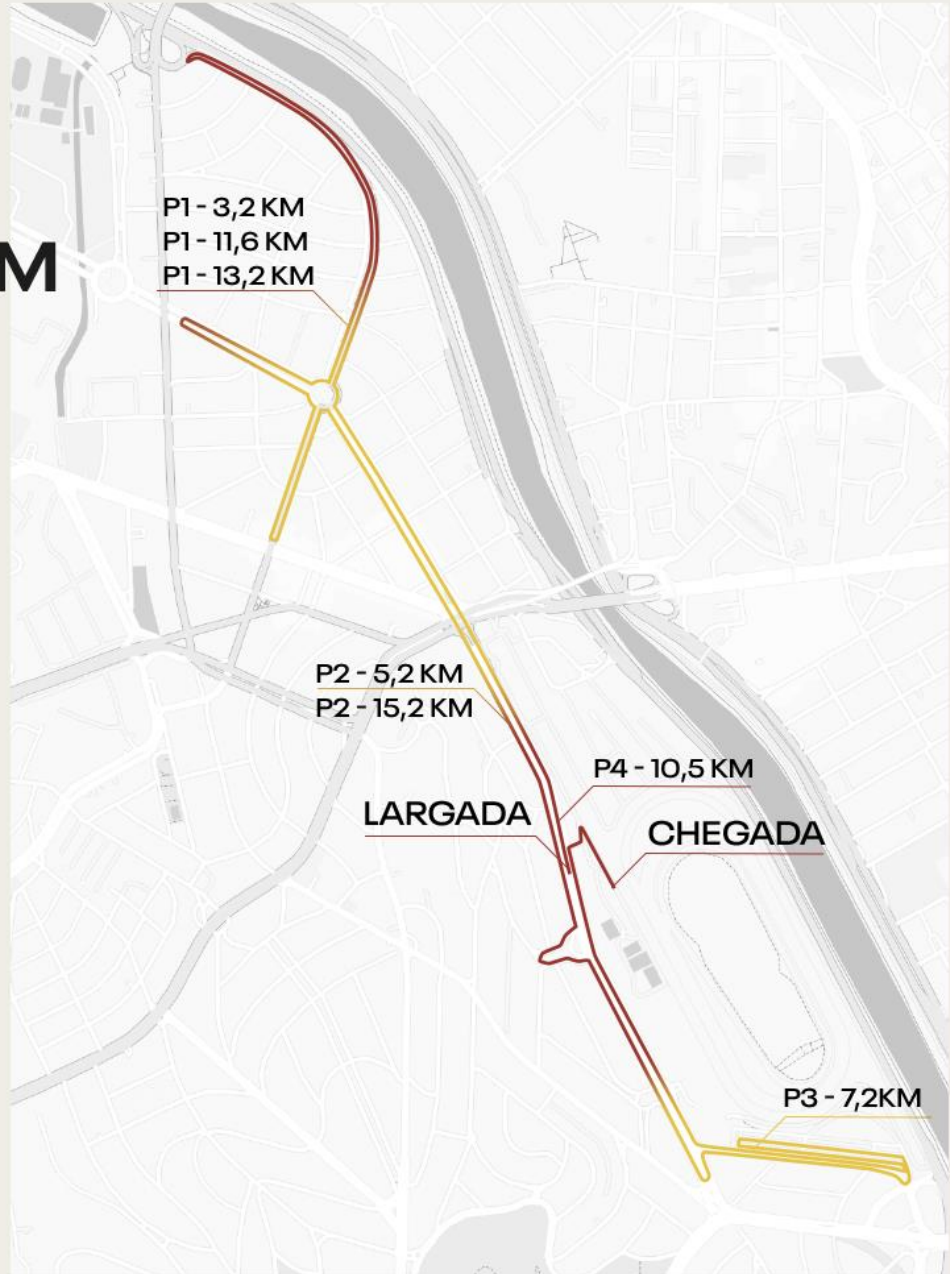 P1 - 3,2 KM
P1 - 11,6 KM
M
P1 - 13,2 KM
P2 - 5,2 KM
P2 - 15,2 KM
P4 - 10,5 KM
LARGADA
CHEGADA
P3 - 7,2KM